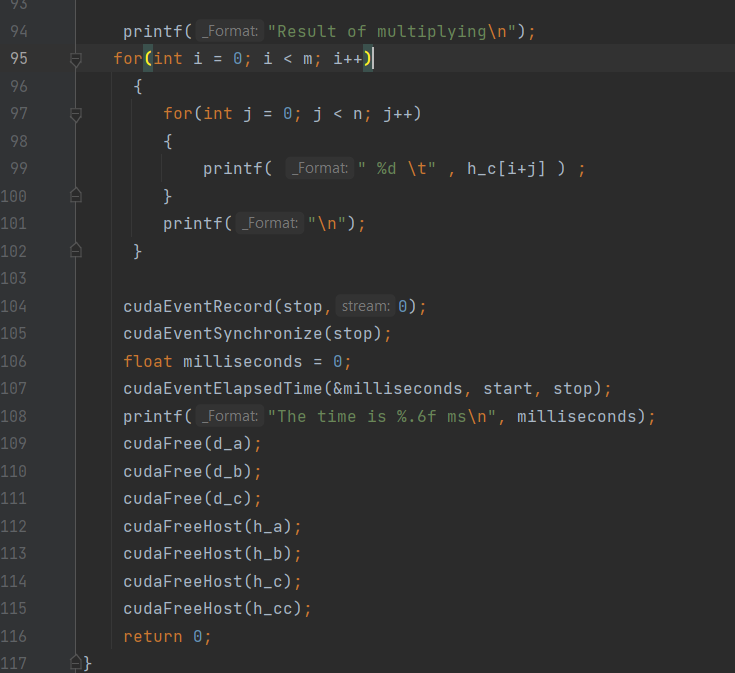 93
94 printf( _Format: "Result of multiplying\n");
95 for(int i = 0; i < m; i++)
96 {
97 for(int j = 0; j < n; j++)
98 {
99 printf( _Format: " %d \t" , h_c[i+j] ) ;
100 }
101 printf( _Format: "\n");
102 }
103
104 cudaEventRecord(stop, stream: 0);
105 cudaEventSynchronize(stop);
106 float milliseconds = 0;
107 cudaEventElapsedTime(&milliseconds, start, stop);
108 printf( _Format: "The time is %.6f ms\n", milliseconds);
109 cudaFree(d_a);
110 cudaFree(d_b);
111 cudaFree(d_c);
112 cudaFreeHost(h_a);
113 cudaFreeHost(h_b);
114 cudaFreeHost(h_c);
115 cudaFreeHost(h_cc);
116 return 0;
117 }